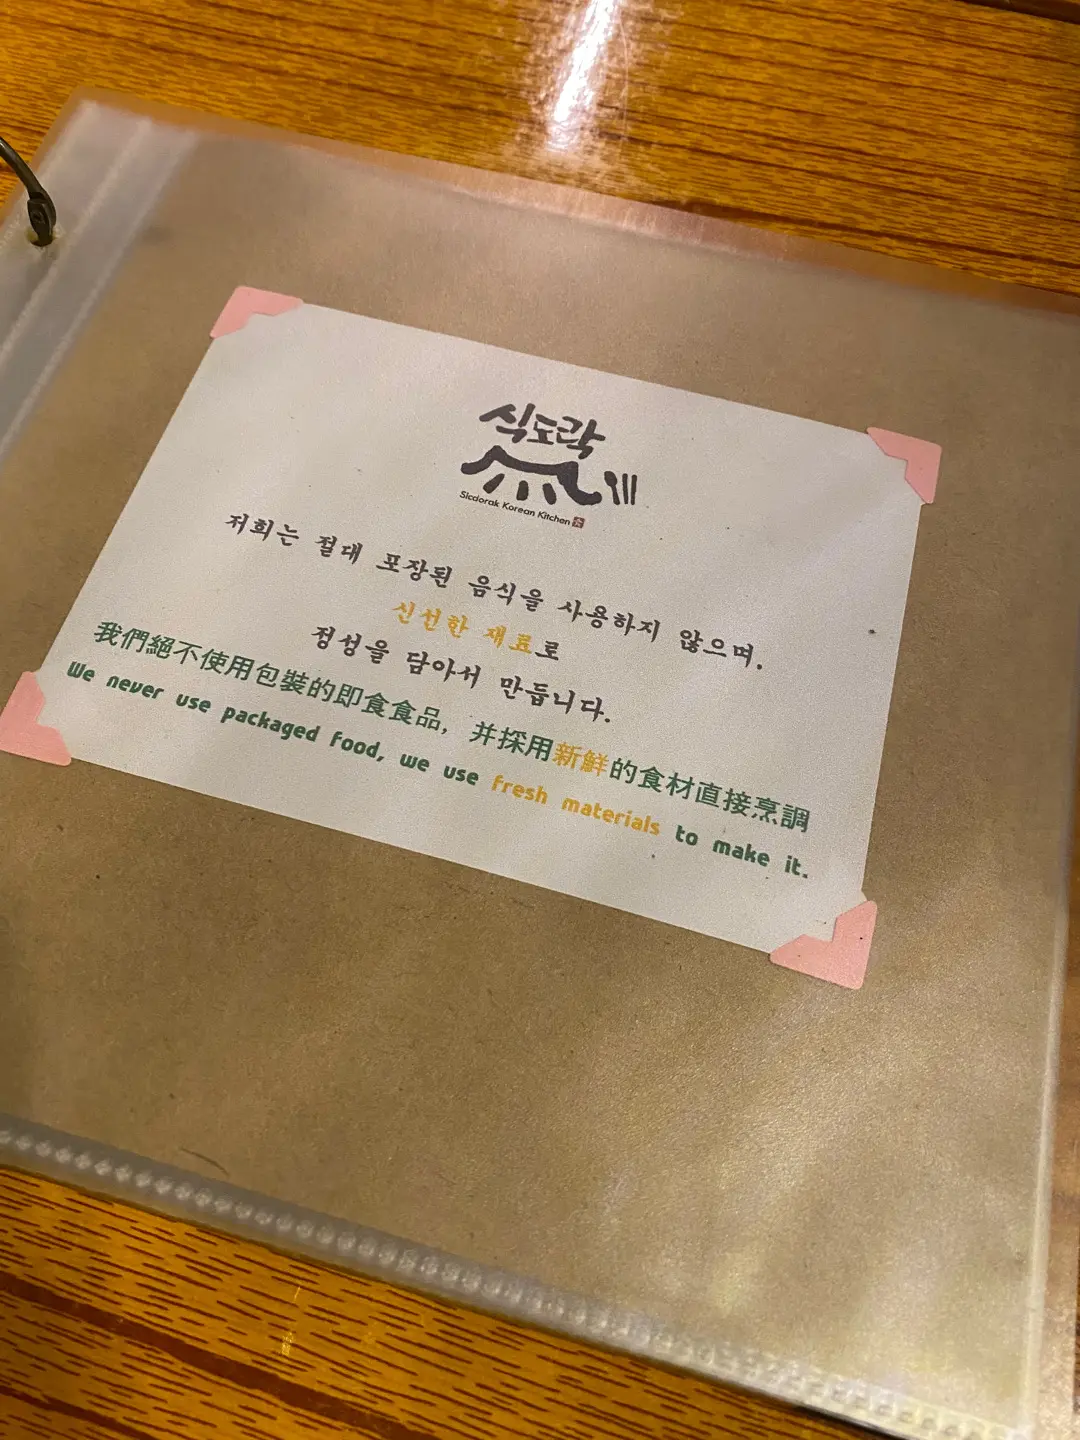 식도락
Sicdorak Korean Kitchen
저희는 절대 포장된 음식을 사용하지 않으며.
신선한 재료로
정성을 담아서 만듭니다.
我們絕不使用包裝的即食食品，并採用新鮮的食材直接烹調
We never use packaged food, we use fresh materials to make it.